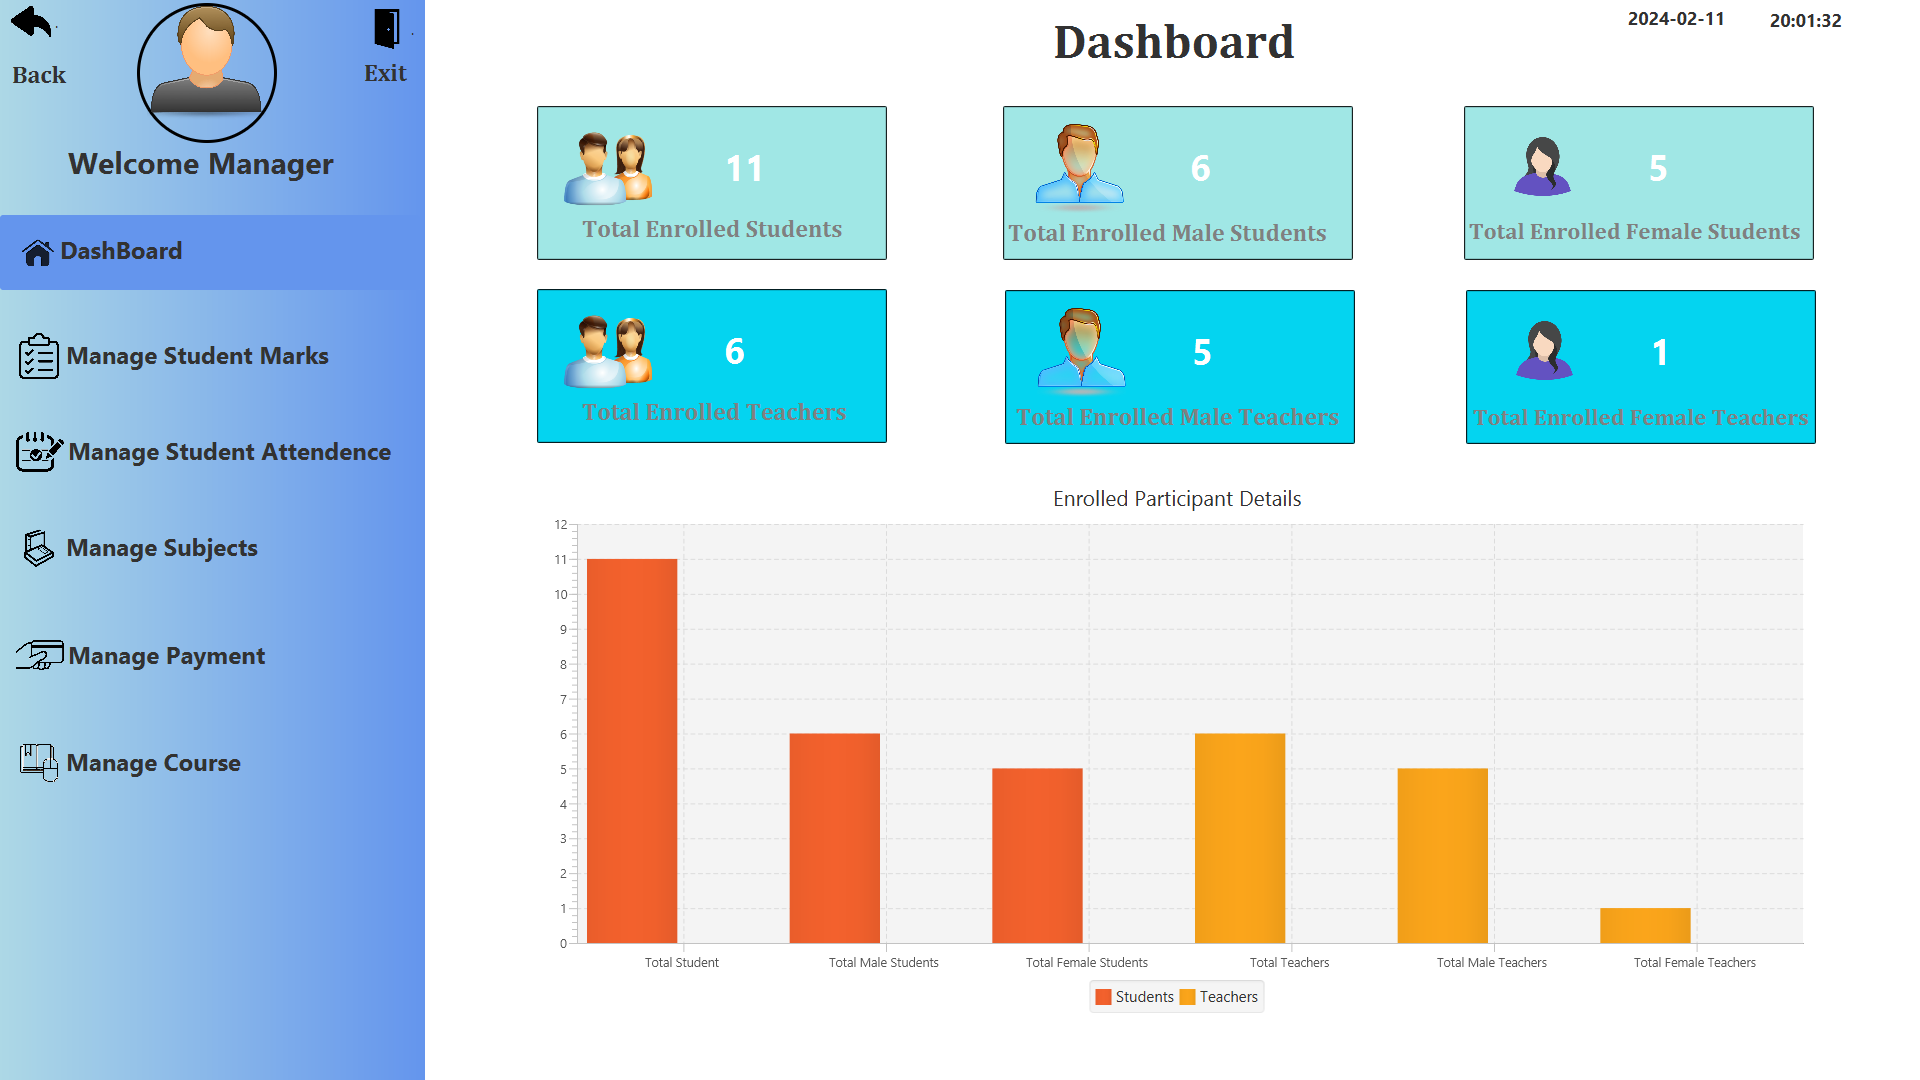 Back
Exit
Welcome Manager
DashBoard
Manage Student Marks
Manage Student Attendence
Manage Subjects
Manage Payment
Manage Course
Dashboard
2024-02-11
20:01:32
11
Total Enrolled Students
6
Total Enrolled Male Students
5
Total Enrolled Female Students
6
Total Enrolled Teachers
5
Total Enrolled Male Teachers
1
Total Enrolled Female Teachers
Enrolled Participant Details
12
11
10
9
8
7
6
5
4
3
2
1
0
Total Student
Total Male Students
Total Female Students
Total Teachers
Total Male Teachers
Total Female Teachers
Students
Teachers